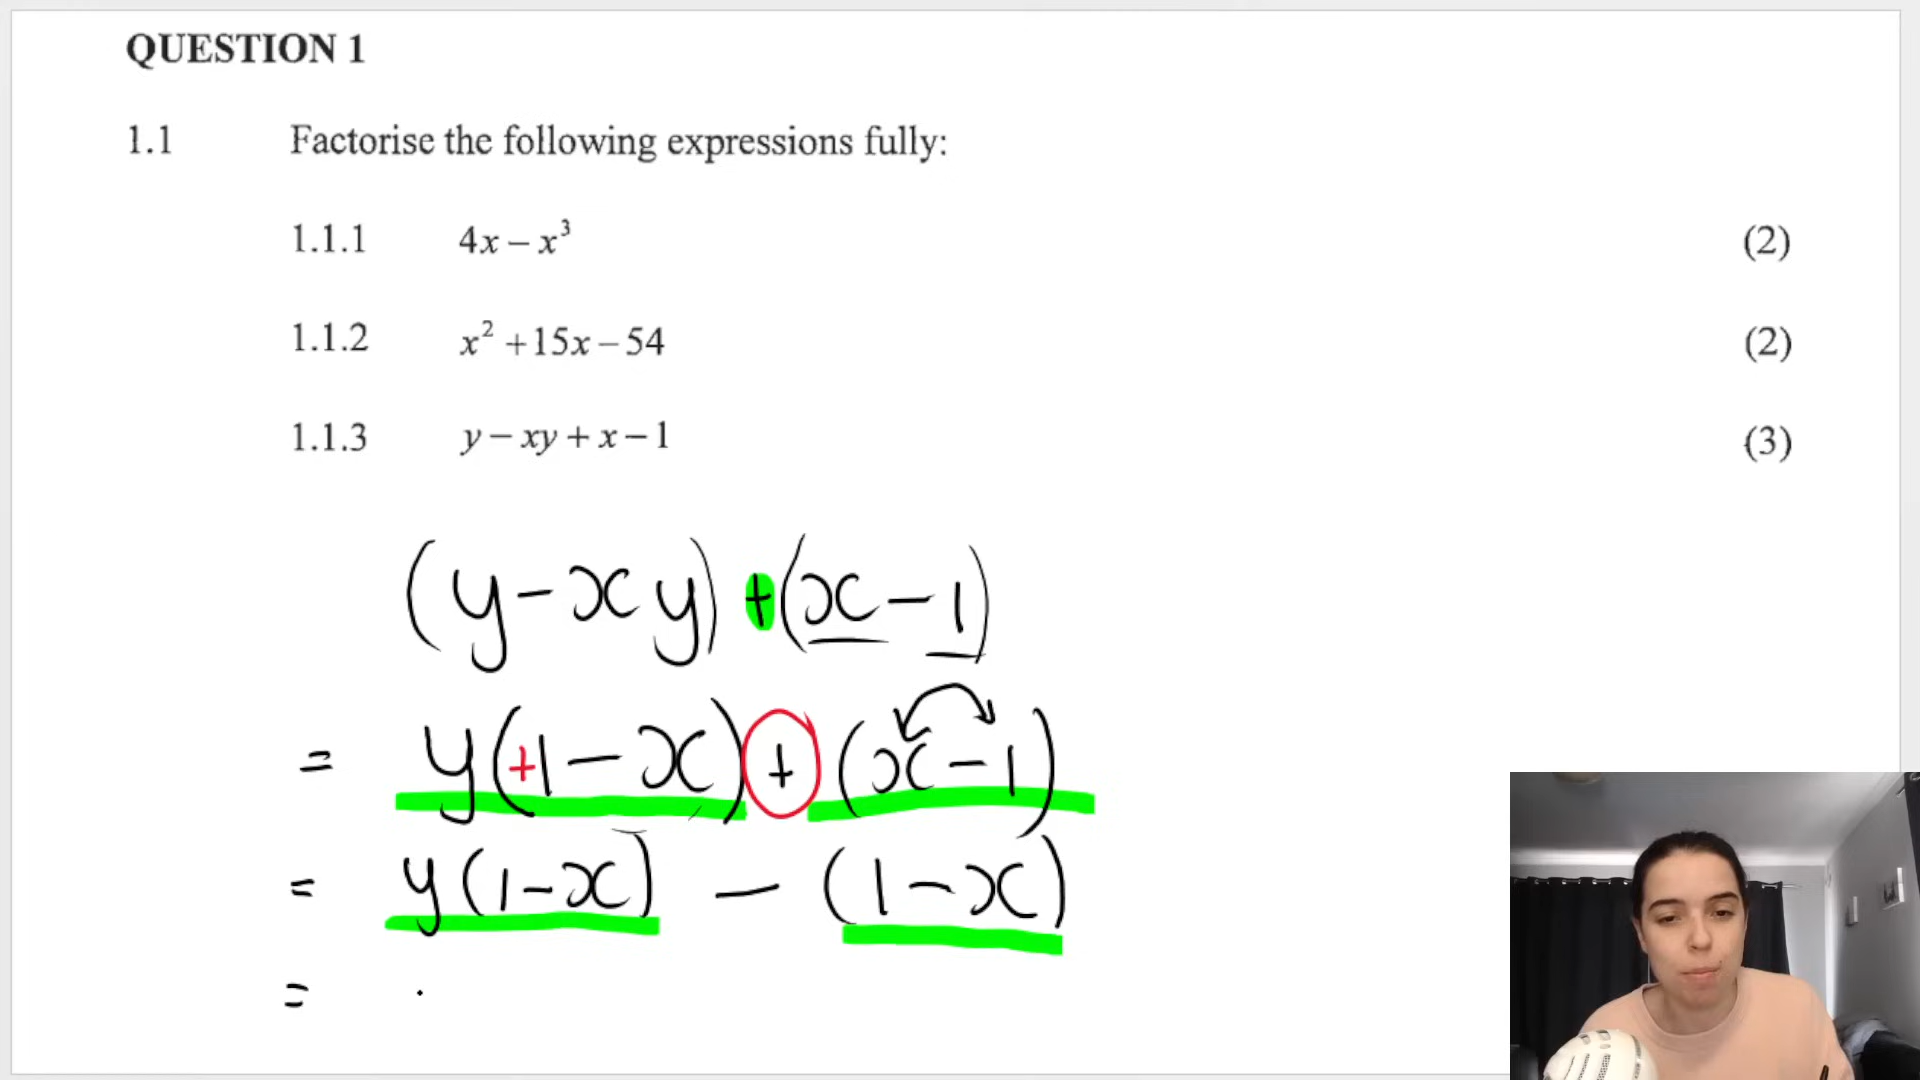 QUESTION 1
1.1 Factorise the following expressions fully:
1.1.1 4x – x³ (2)
1.1.2 x² + 15x – 54 (2)
1.1.3 y – xy + x – 1 (3)
(y - x y) + (x - 1)
= y(+1 - x) + (x - 1)
= y(1 - x) - (1 - x)
=